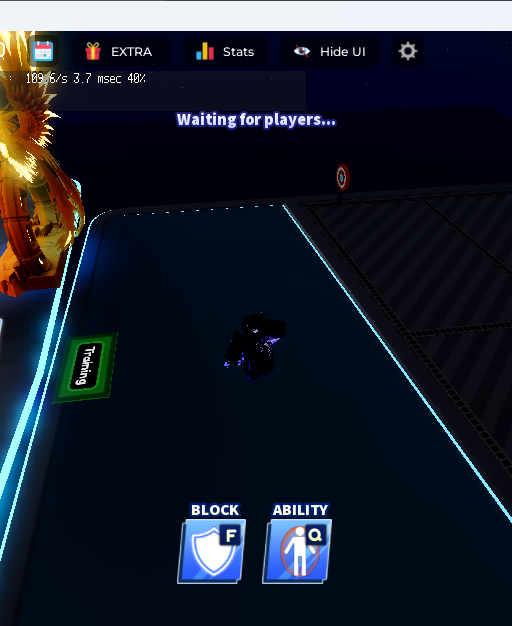 EXTRA
Stats
Hide UI
109.6/s 3.7 msec 40%
Waiting for players...
Training
BLOCK
ABILITY
F
Q